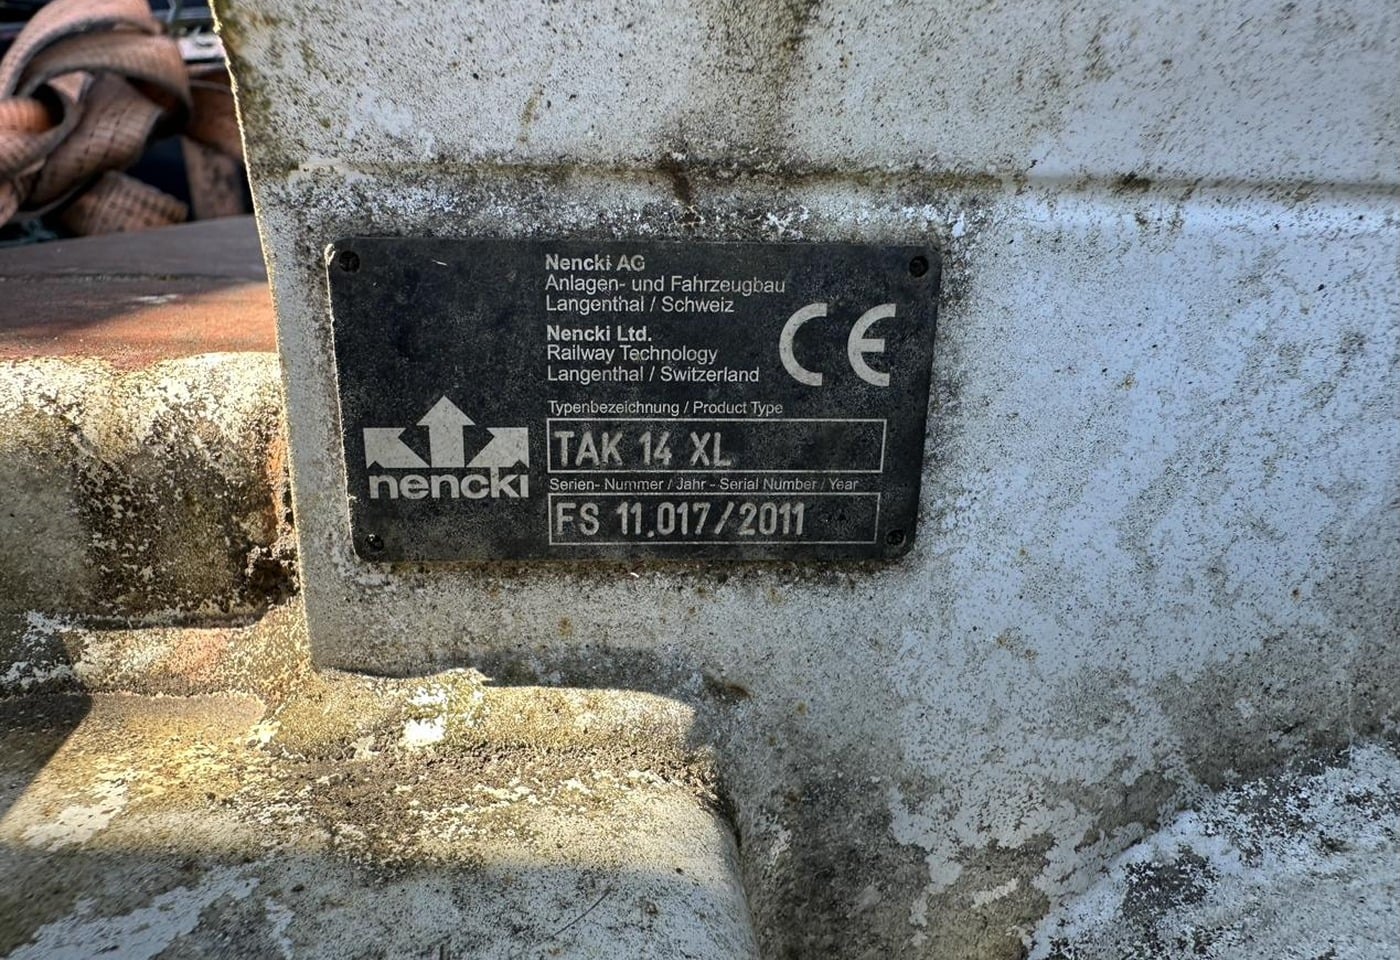 Nencki AG
Anlagen- und Fahrzeugbau
Langenthal / Schweiz
Nencki Ltd.
Railway Technology
Langenthal / Switzerland
CE
nencki
Typenbezeichnung / Product Type
TAK 14 XL
Serien- Nummer / Jahr - Serial Number / Year
FS 11.017/2011